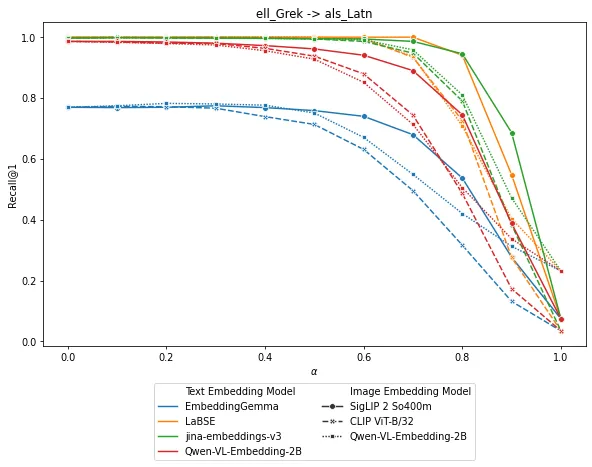 ell_Grek -> als_Latn
1.0
0.8
0.6
0.4
0.2
0.0
Recall@1
0.0 0.2 0.4 0.6 0.8 1.0
α
Text Embedding Model
EmbeddingGemma
LaBSE
jina-embeddings-v3
Qwen-VL-Embedding-2B
Image Embedding Model
SigLIP 2 So400m
CLIP ViT-B/32
Qwen-VL-Embedding-2B